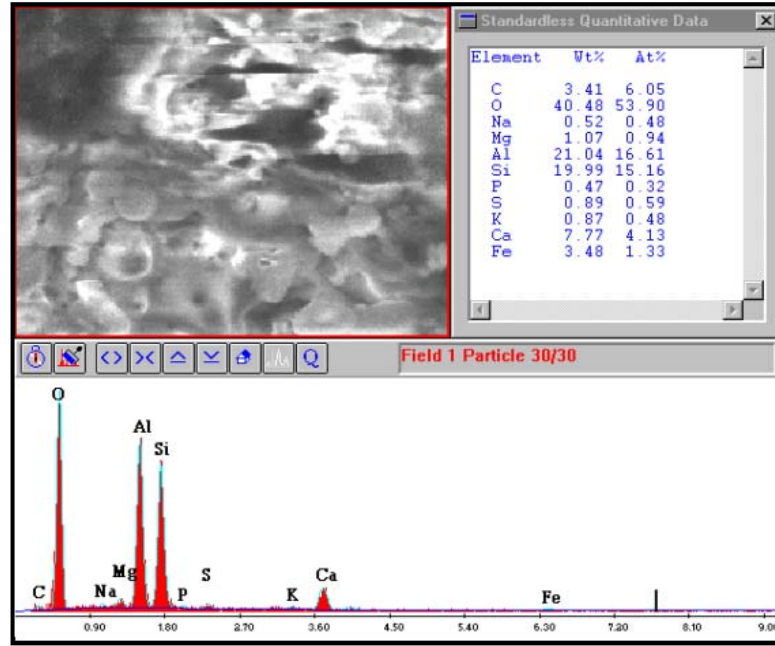 Standardless Quantitative Data
Element Wt% At%
C 3.41 6.05
O 40.48 53.90
Na 0.52 0.48
Mg 1.07 0.94
Al 21.04 16.61
Si 19.99 15.16
P 0.47 0.32
S 0.89 0.59
K 0.87 0.48
Ca 7.77 4.13
Fe 3.48 1.33
Q
Field 1 Particle 30/30
O
Al
Si
C
Na
Mg
P
S
K
Ca
Fe
0.90 1.80 2.70 3.60 4.50 5.40 6.30 7.20 8.10 9.00